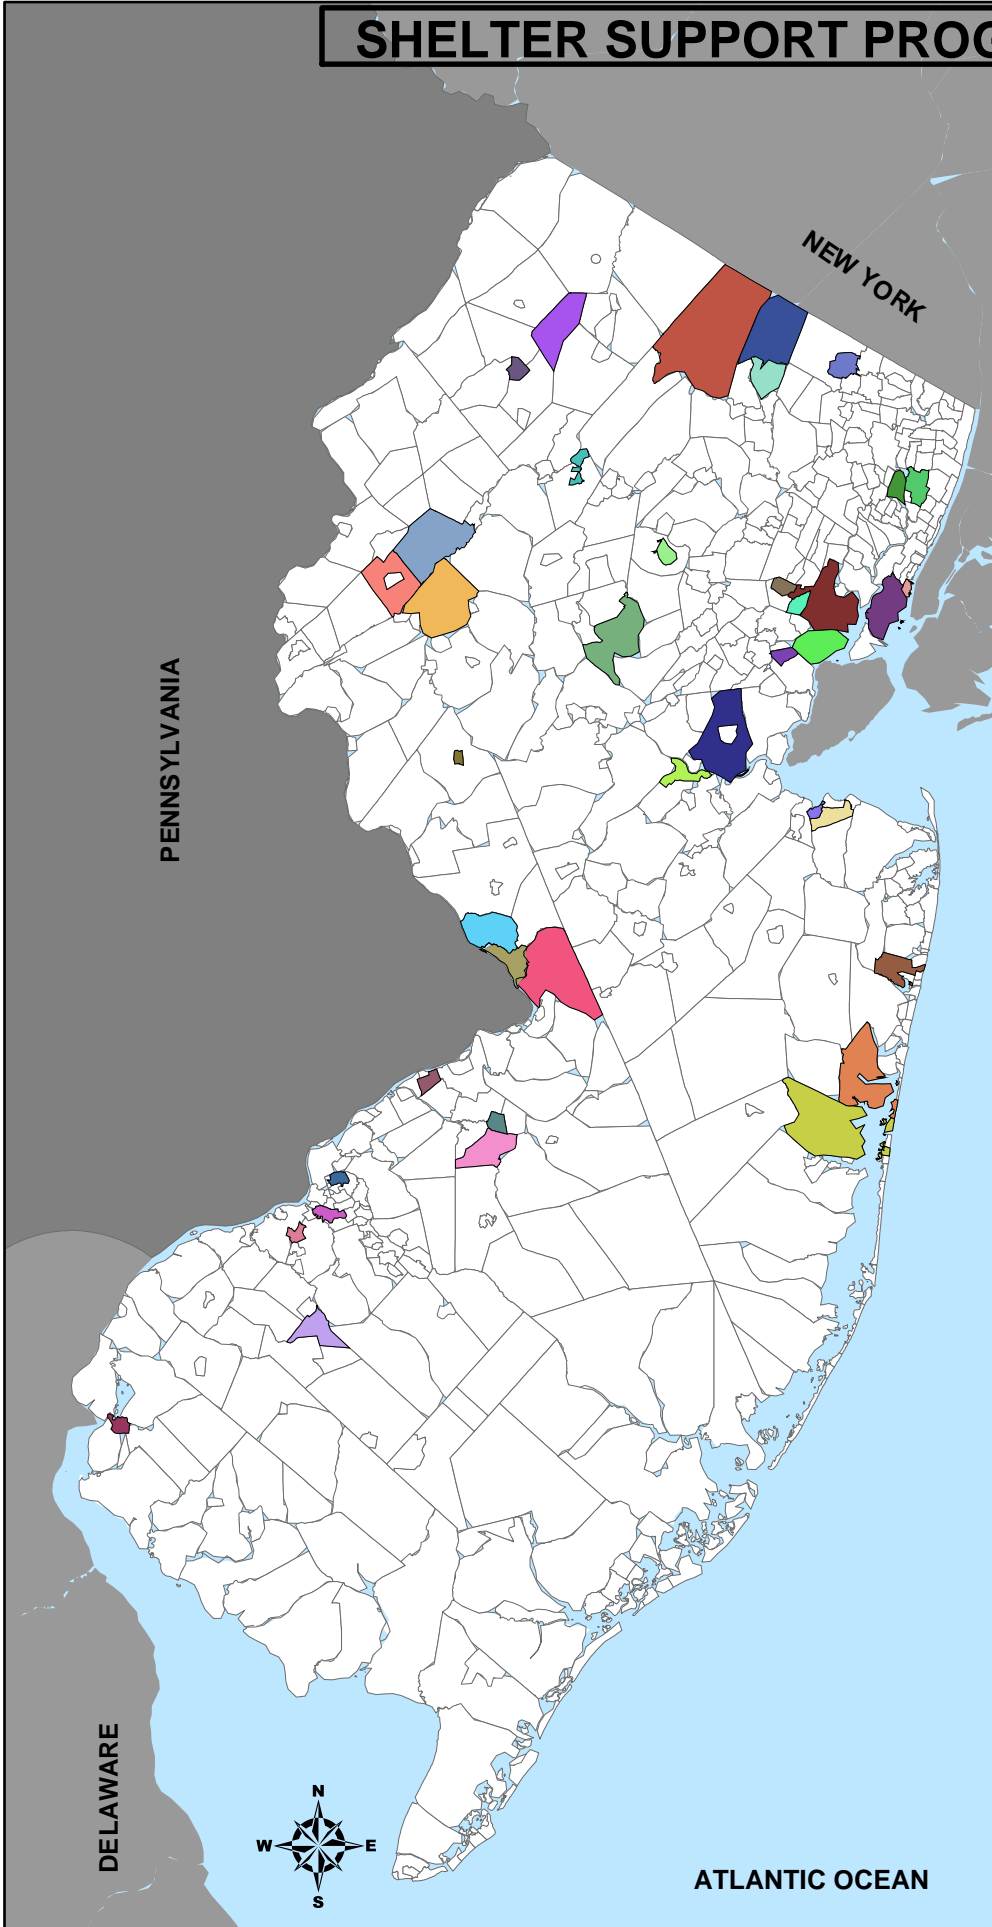 SHELTER SUPPORT PROG
NEW YORK
PENNSYLVANIA
DELAWARE
N
W E
S
ATLANTIC OCEAN